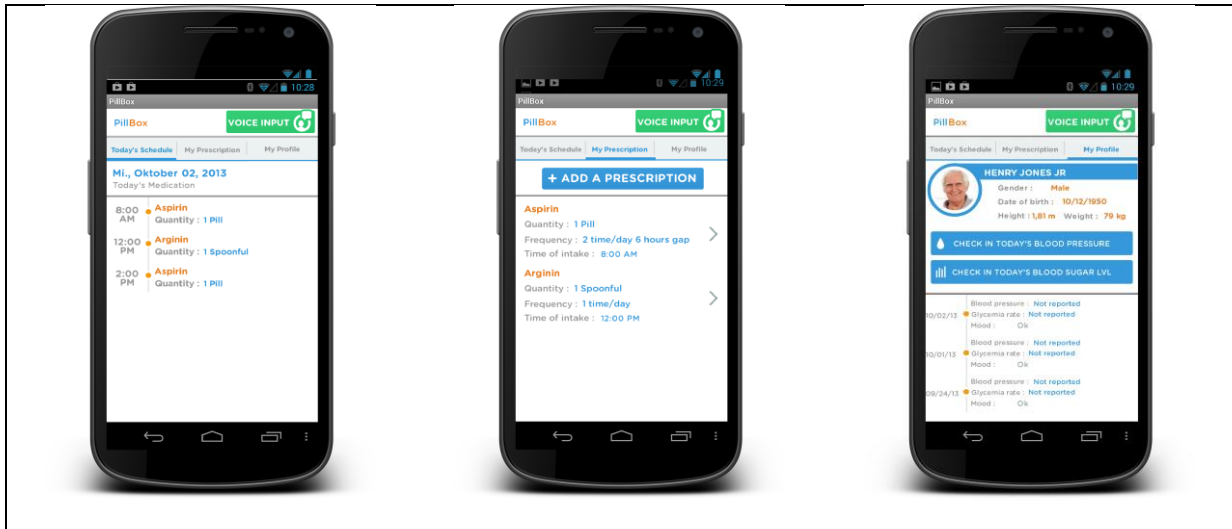 10:28
PillBox
PillBox VOICE INPUT
Today's Schedule My Prescription My Profile
Mi., Oktober 02, 2013
Today's Medication
8:00 AM Aspirin
Quantity : 1 Pill
12:00 PM Arginin
Quantity : 1 Spoonful
2:00 PM Aspirin
Quantity : 1 Pill
10:29
PillBox
PillBox VOICE INPUT
Today's Schedule My Prescription My Profile
+ ADD A PRESCRIPTION
Aspirin
Quantity : 1 Pill
Frequency : 2 time/day 6 hours gap
Time of intake : 8:00 AM
Arginin
Quantity : 1 Spoonful
Frequency : 1 time/day
Time of intake : 12:00 PM
10:29
PillBox
PillBox VOICE INPUT
Today's Schedule My Prescription My Profile
HENRY JONES JR
Gender : Male
Date of birth : 10/12/1950
Height : 1,81 m Weight : 79 kg
CHECK IN TODAY'S BLOOD PRESSURE
CHECK IN TODAY'S BLOOD SUGAR LVL
Blood pressure : Not reported
10/02/13 Glycemia rate : Not reported
Mood : Ok
Blood pressure : Not reported
10/01/13 Glycemia rate : Not reported
Mood : Ok
Blood pressure : Not reported
09/24/13 Glycemia rate : Not reported
Mood : Ok